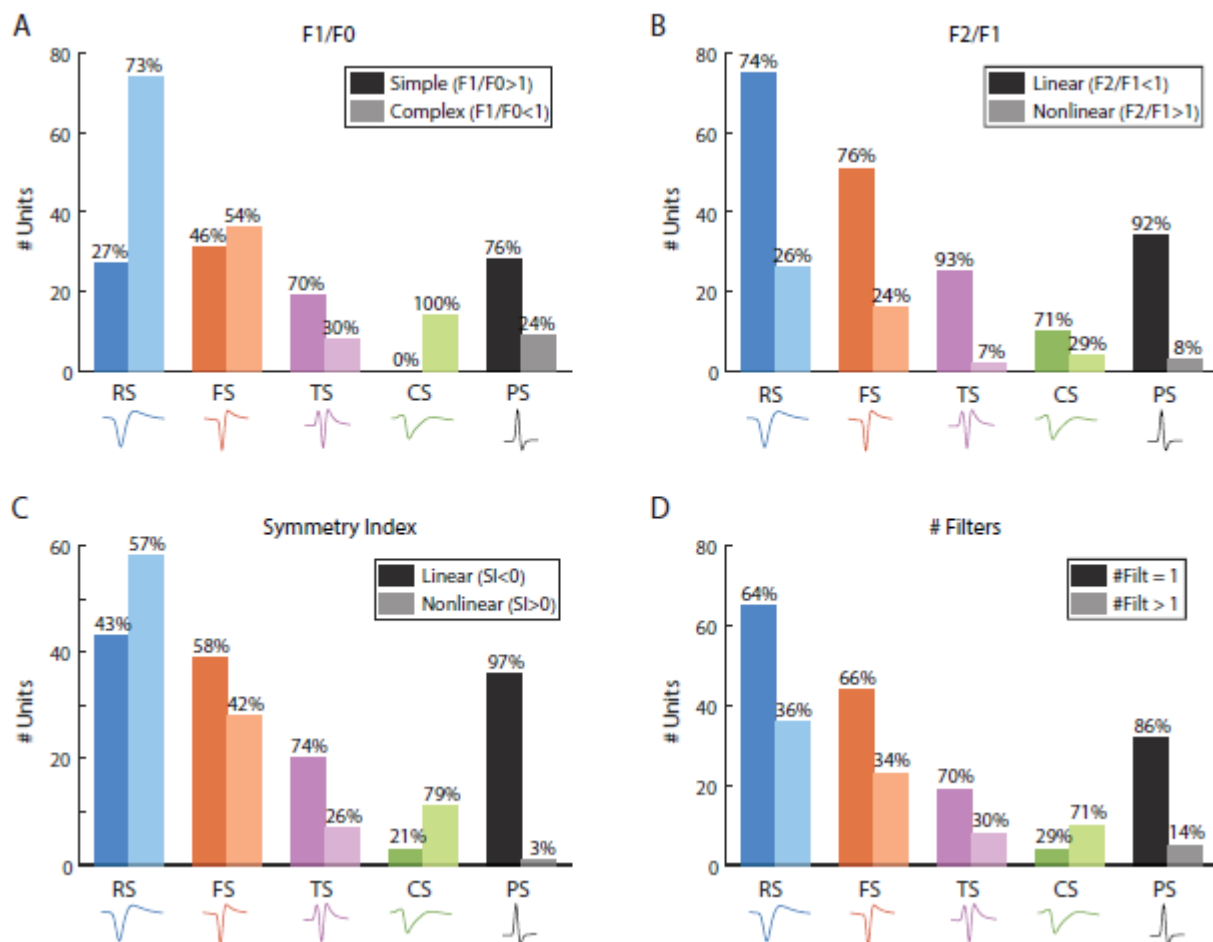 A
F1/F0
80
60
40
20
0
# Units
Simple (F1/F0>1)
Complex (F1/F0<1)
27%
73%
46%
54%
70%
30%
0%
100%
76%
24%
RS
FS
TS
CS
PS
B
F2/F1
80
60
40
20
0
# Units
Linear (F2/F1<1)
Nonlinear (F2/F1>1)
74%
26%
76%
24%
93%
7%
71%
29%
92%
8%
RS
FS
TS
CS
PS
C
Symmetry Index
60
40
20
0
# Units
Linear (SI<0)
Nonlinear (SI>0)
43%
57%
58%
42%
74%
26%
21%
79%
97%
3%
RS
FS
TS
CS
PS
D
# Filters
80
60
40
20
0
# Units
#Filt = 1
#Filt > 1
64%
36%
66%
34%
70%
30%
29%
71%
86%
14%
RS
FS
TS
CS
PS